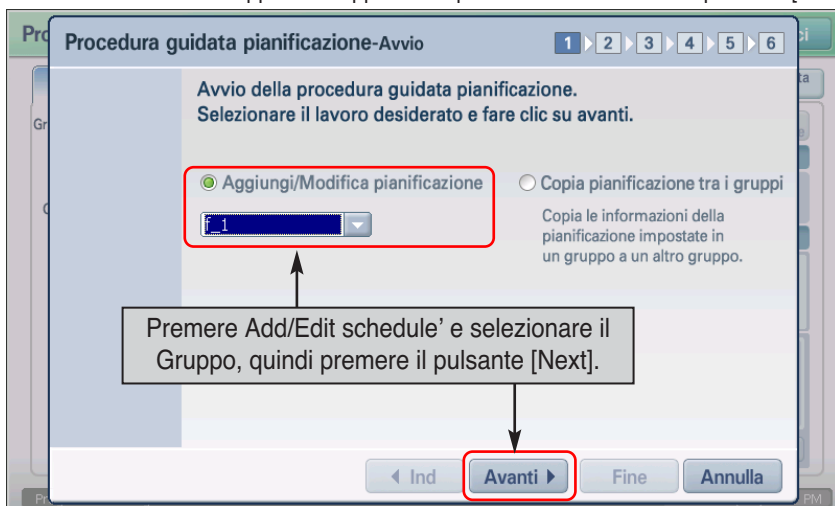 Procedura guidata pianificazione-Avvio
1 2 3 4 5 6
Avvio della procedura guidata pianificazione.
Selezionare il lavoro desiderato e fare clic su avanti.
Aggiungi/Modifica pianificazione
f_1
Copia pianificazione tra i gruppi
Copia le informazioni della
pianificazione impostate in
un gruppo a un altro gruppo.
Premere Add/Edit schedule’ e selezionare il
Gruppo, quindi premere il pulsante [Next].
Ind
Avanti
Fine
Annulla
PM